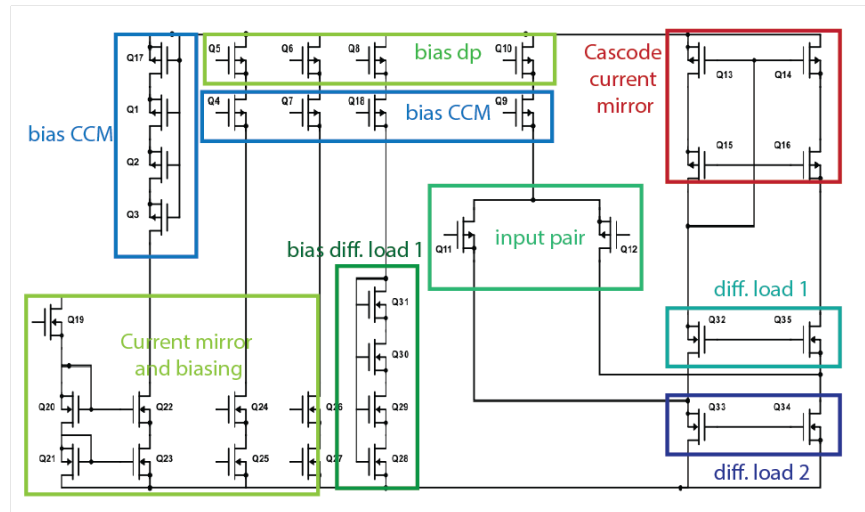 Q17
Q5
Q6
Q8
bias dp
Q10
Cascode
current
mirror
Q13
Q14
bias CCM
Q1
Q4
Q7
Q18
bias CCM
Q9
Q2
Q15
Q16
Q3
Q11
input pair
Q12
bias diff. load 1
Q31
diff. load 1
Q19
Current mirror
and biasing
Q32
Q35
Q30
Q20
Q22
Q24
Q26
Q29
Q33
Q34
Q21
Q23
Q25
Q27
Q28
diff. load 2